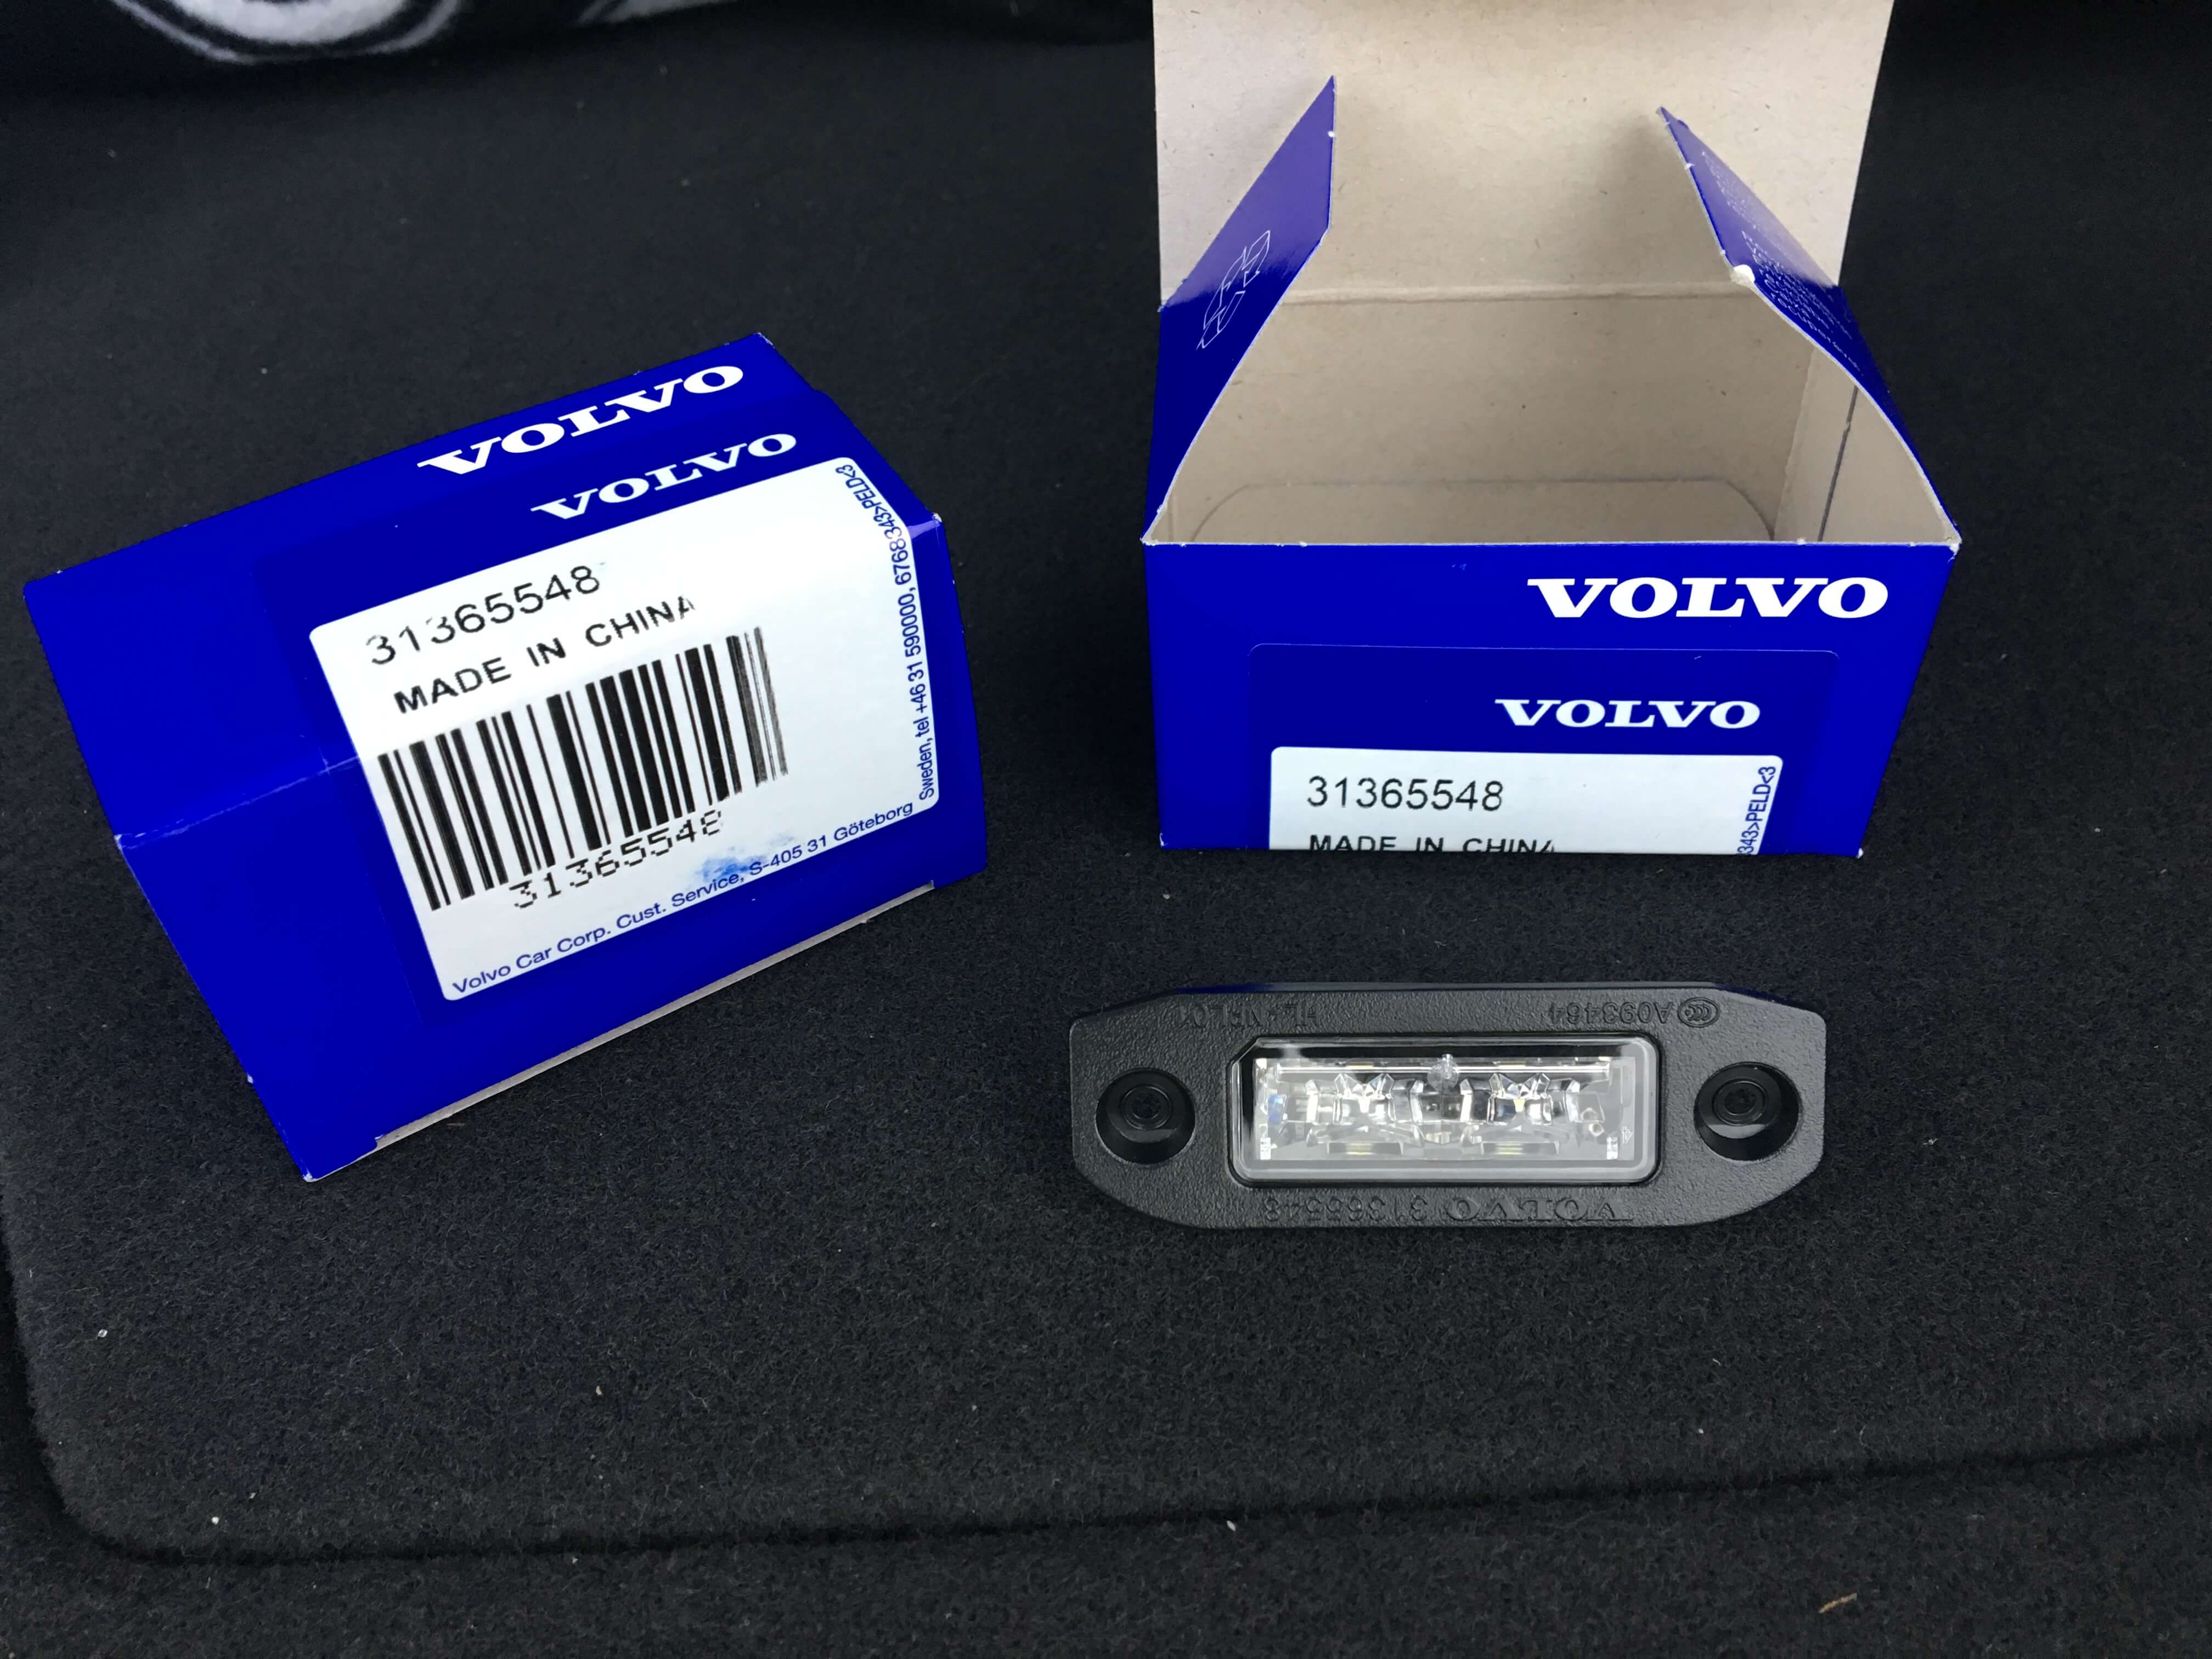 VOLVO
VOLVO
31365548
MADE IN CHINA
31365548
Volvo Car Corp. Cust. Service, S-405 31 Göteborg
Sweden, tel +46 31 590000, 67683343>PELD<3
VOLVO
VOLVO
31365548
MADE IN CHINA
343>PELD<3
A093464
VOLVO 31365548